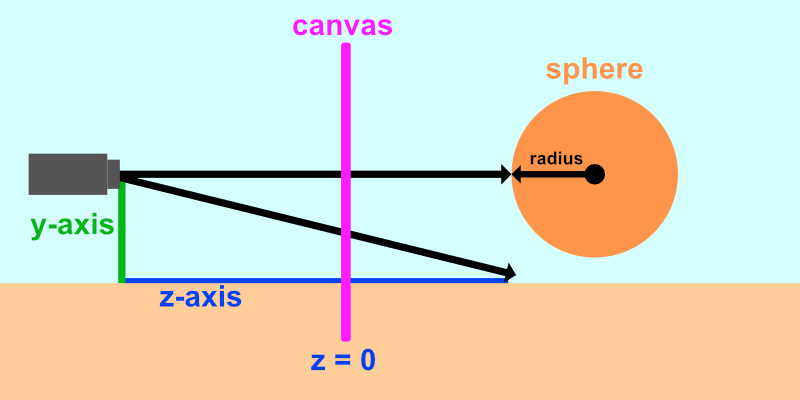 canvas
sphere
radius
y-axis
z-axis
z = 0